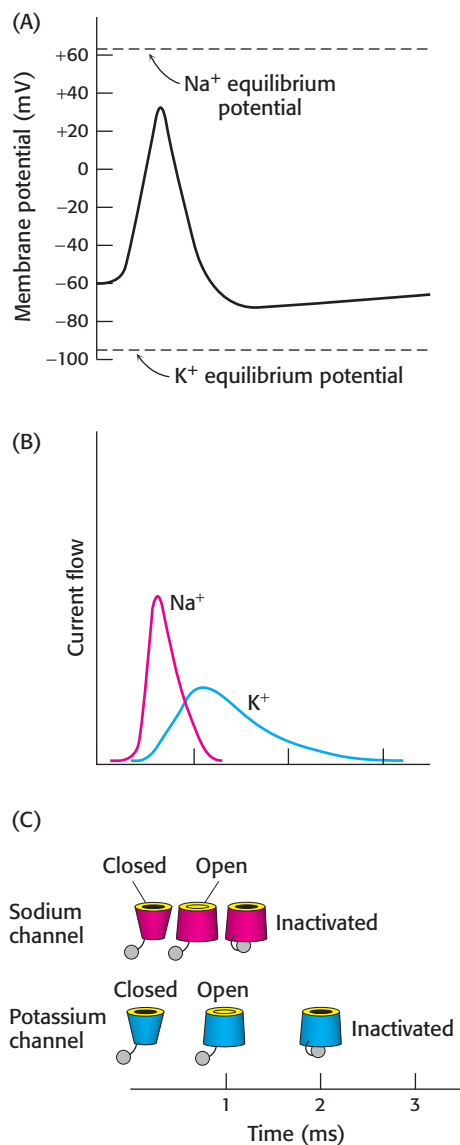 (A)
Membrane potential (mV)
+60
+40
+20
0
−20
−40
−60
−80
−100
Na⁺ equilibrium
potential
K⁺ equilibrium potential
(B)
Current flow
Na⁺
K⁺
(C)
Closed Open
Sodium
channel
Inactivated
Closed Open
Potassium
channel
Inactivated
1 2 3
Time (ms)